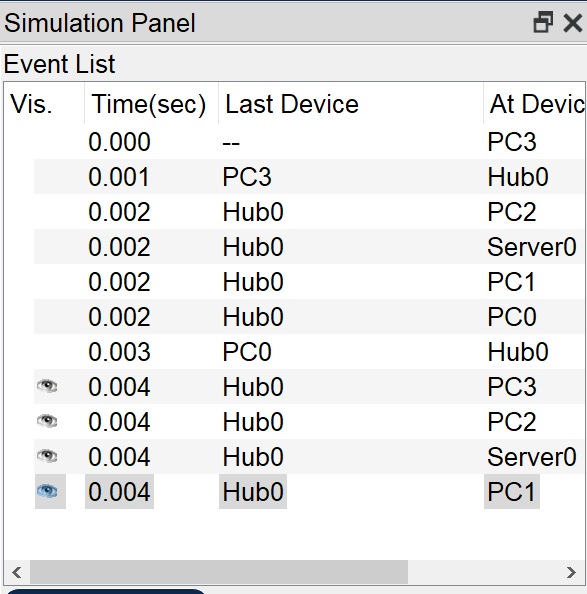 Simulation Panel
Event List
Vis. Time(sec) Last Device At Devic
0.000 -- PC3
0.001 PC3 Hub0
0.002 Hub0 PC2
0.002 Hub0 Server0
0.002 Hub0 PC1
0.002 Hub0 PC0
0.003 PC0 Hub0
0.004 Hub0 PC3
0.004 Hub0 PC2
0.004 Hub0 Server0
0.004 Hub0 PC1